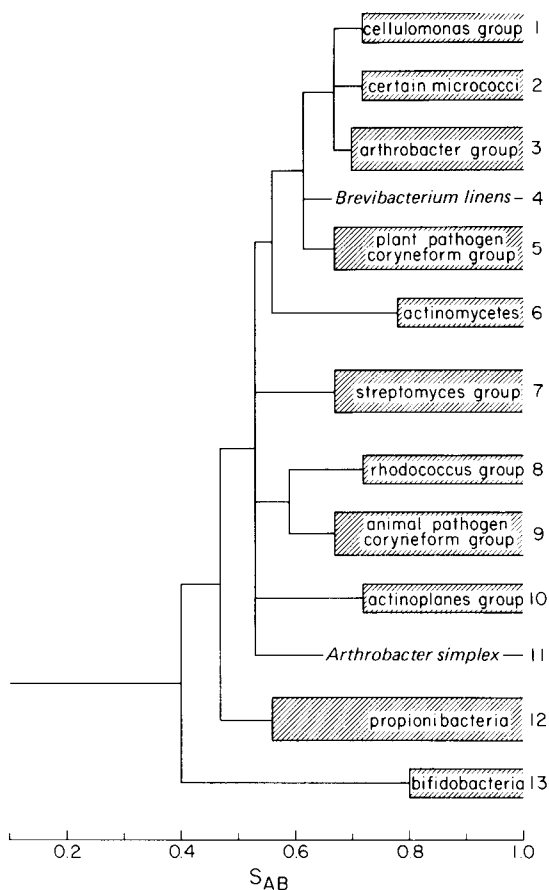 cellulomonas group 1
certain micrococci 2
arthrobacter group 3
Brevibacterium linens 4
plant pathogen
coryneform group 5
actinomycetes 6
streptomyces group 7
rhodococcus group 8
animal pathogen
coryneform group 9
actinoplanes group 10
Arthrobacter simplex 11
propionibacteria 12
bifidobacteria 13
0.2 0.4 0.6 0.8 1.0
SAB